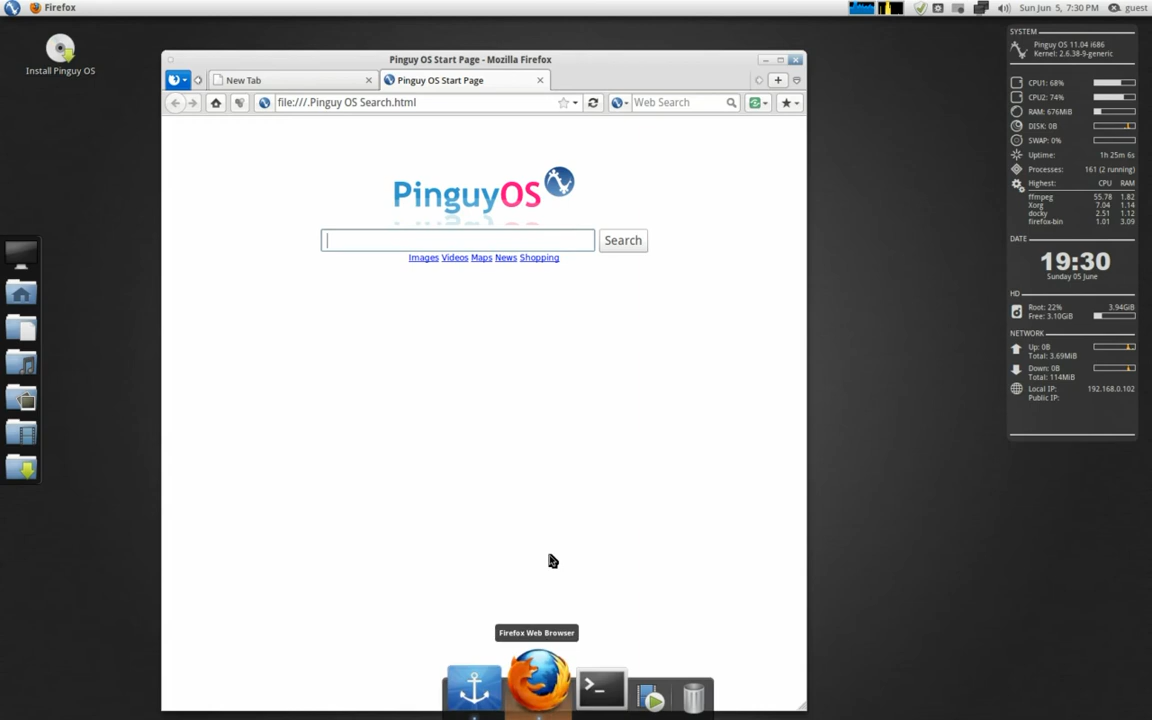 Firefox
Sun Jun 5, 7:30 PM
guest
Install Pinguy OS
Pinguy OS Start Page - Mozilla Firefox
New Tab
Pinguy OS Start Page
file:///.Pinguy OS Search.html
Web Search
PinguyOS
Search
Images Videos Maps News Shopping
Firefox Web Browser
SYSTEM
Pinguy OS 11.04 i686
Kernel: 2.6.38-9-generic
CPU1: 68%
CPU2: 74%
RAM: 676MiB
DISK: 0B
SWAP: 0%
Uptime: 1h 25m 6s
Processes: 161 (2 running)
Highest: CPU RAM
ffmpeg 55.78 1.82
Xorg 7.04 1.14
docky 2.51 1.12
firefox-bin 1.01 3.09
DATE
19:30
Sunday 05 June
HD
Root: 22% 3.94GiB
Free: 3.10GiB
NETWORK
Up: 0B
Total: 3.69MiB
Down: 0B
Total: 114MiB
Local IP: 192.168.0.102
Public IP: